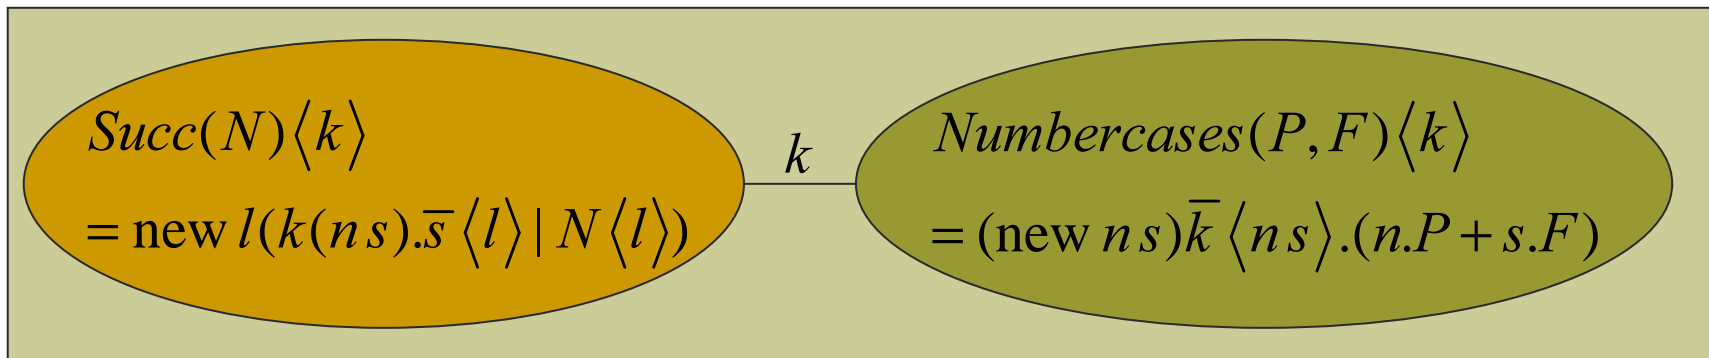 Succ(N)⟨k⟩
= new l(k(n s).s̅⟨l⟩ | N⟨l⟩)
k
Numbercases(P, F)⟨k⟩
= (new n s)k̅⟨n s⟩.(n.P + s.F)